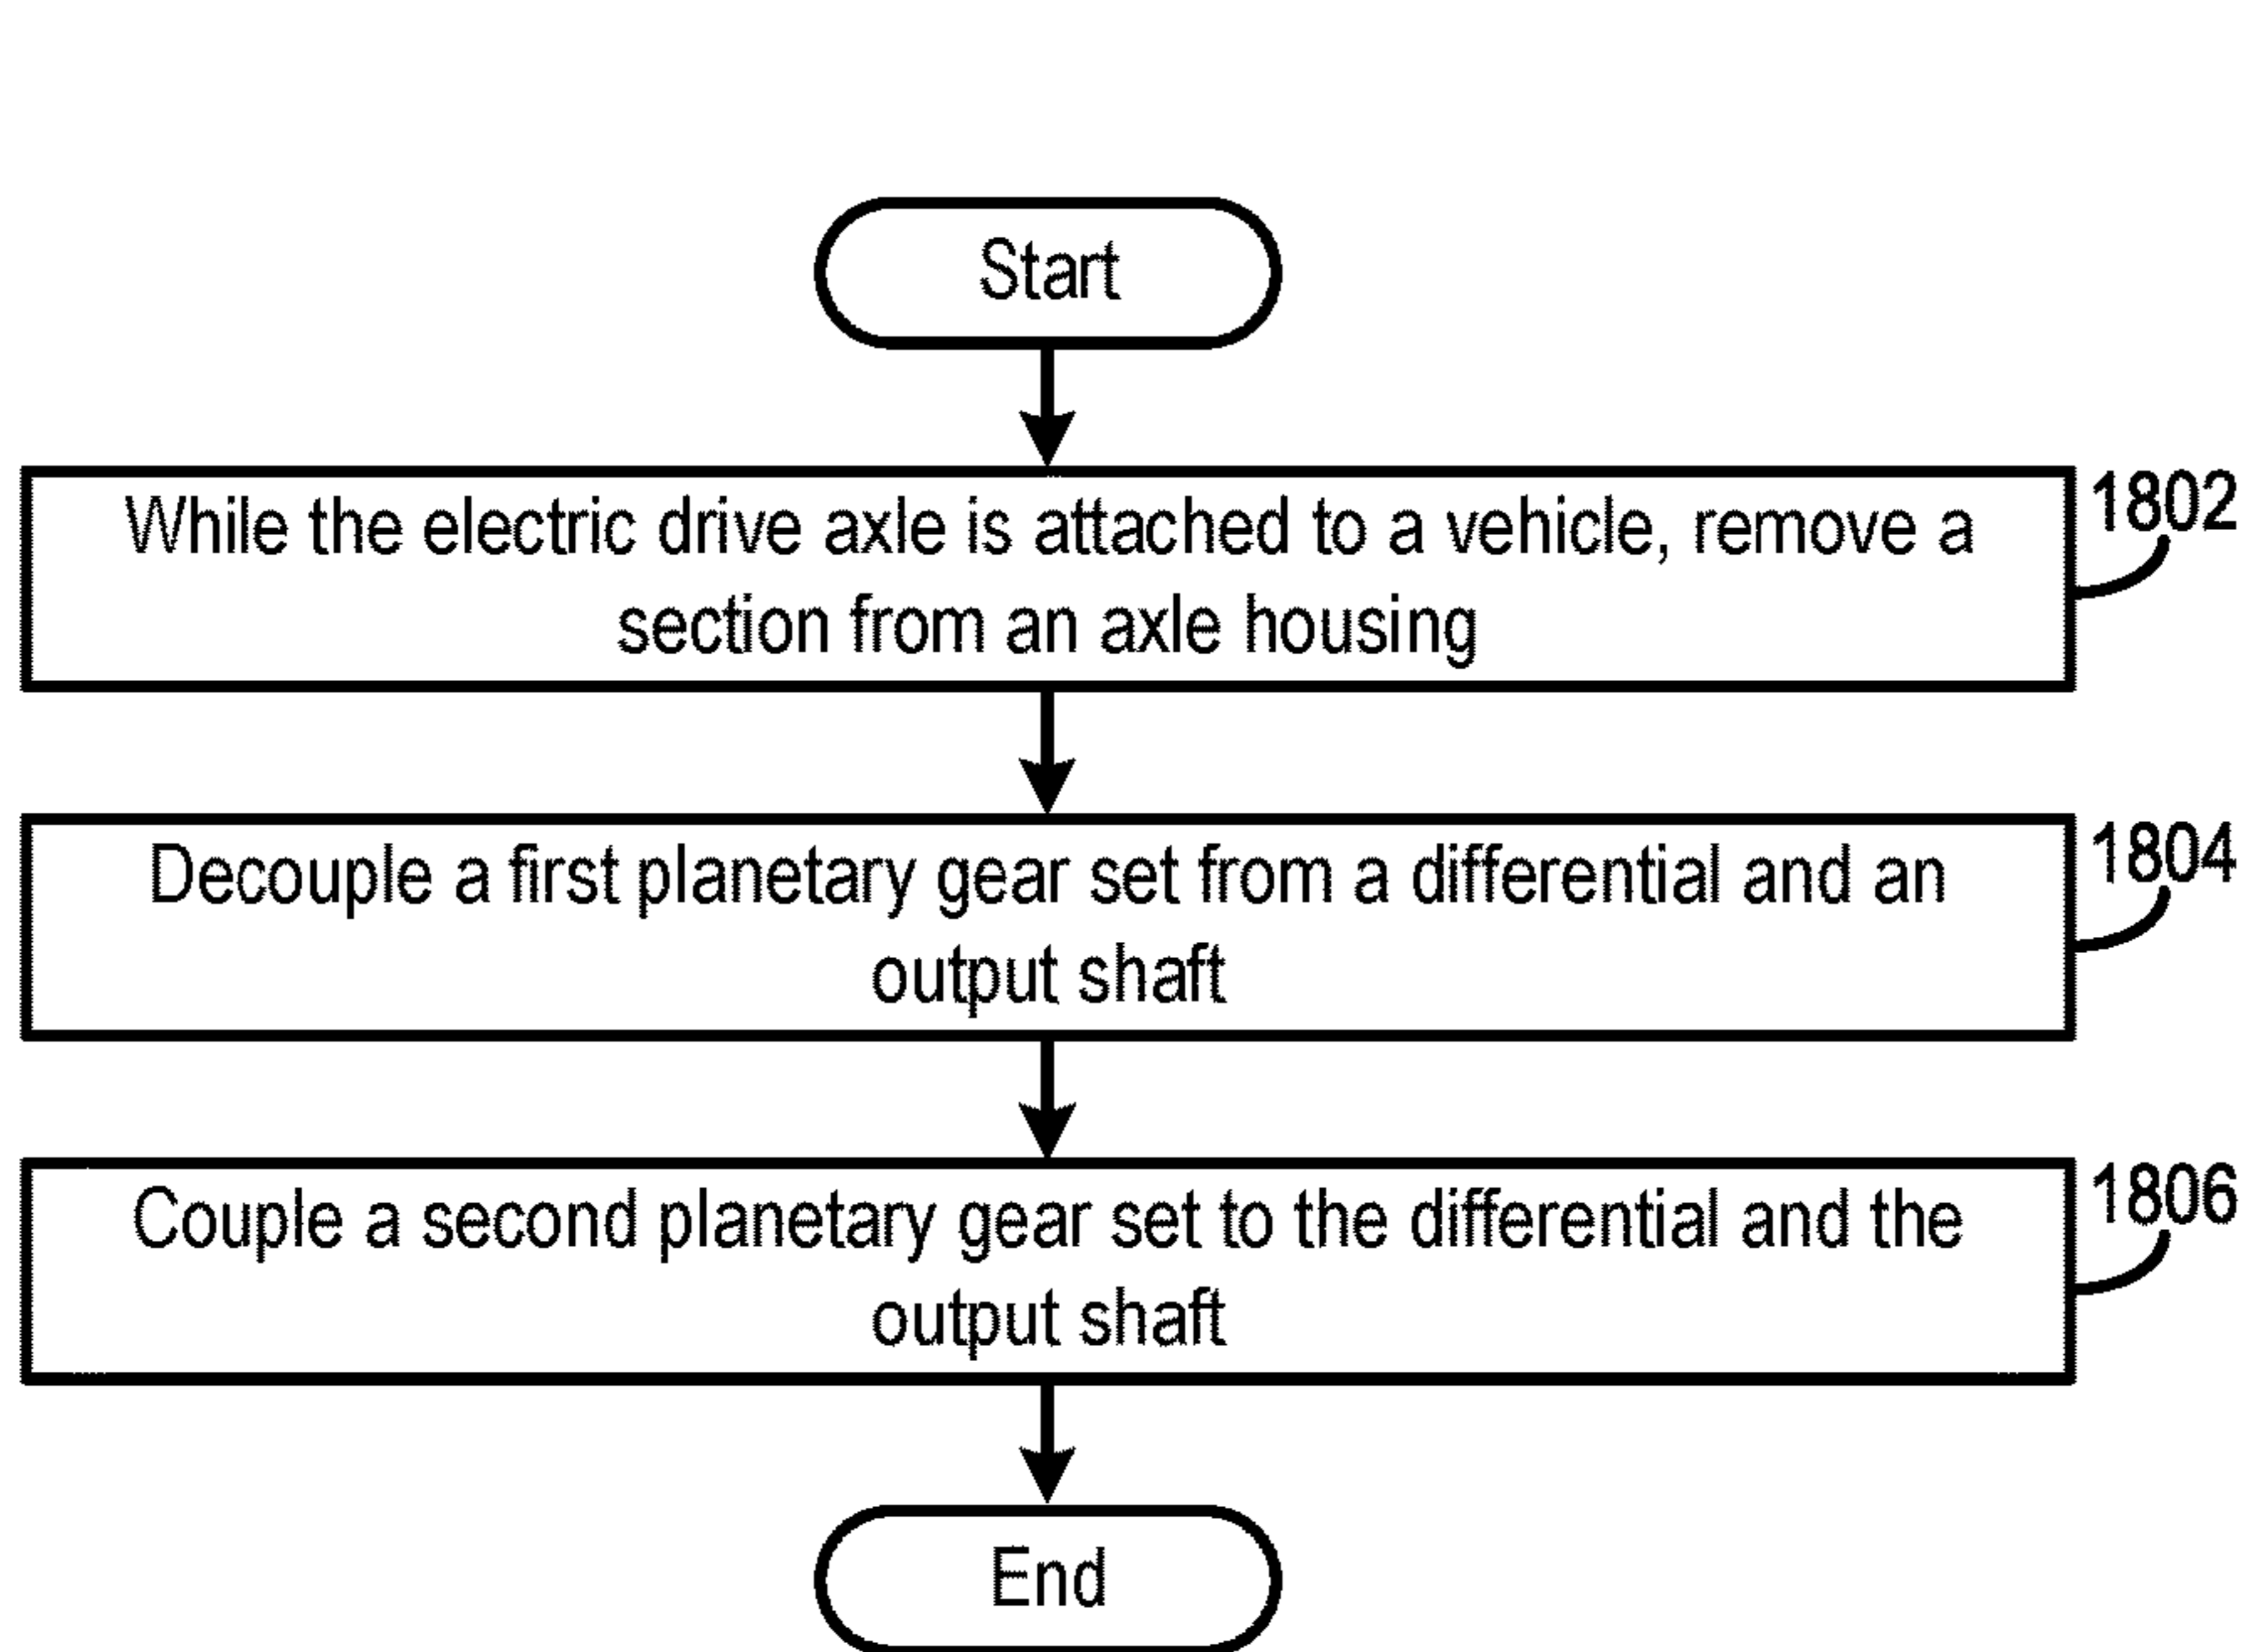 Start
While the electric drive axle is attached to a vehicle, remove a
section from an axle housing
1802
Decouple a first planetary gear set from a differential and an
output shaft
1804
Couple a second planetary gear set to the differential and the
output shaft
1806
End